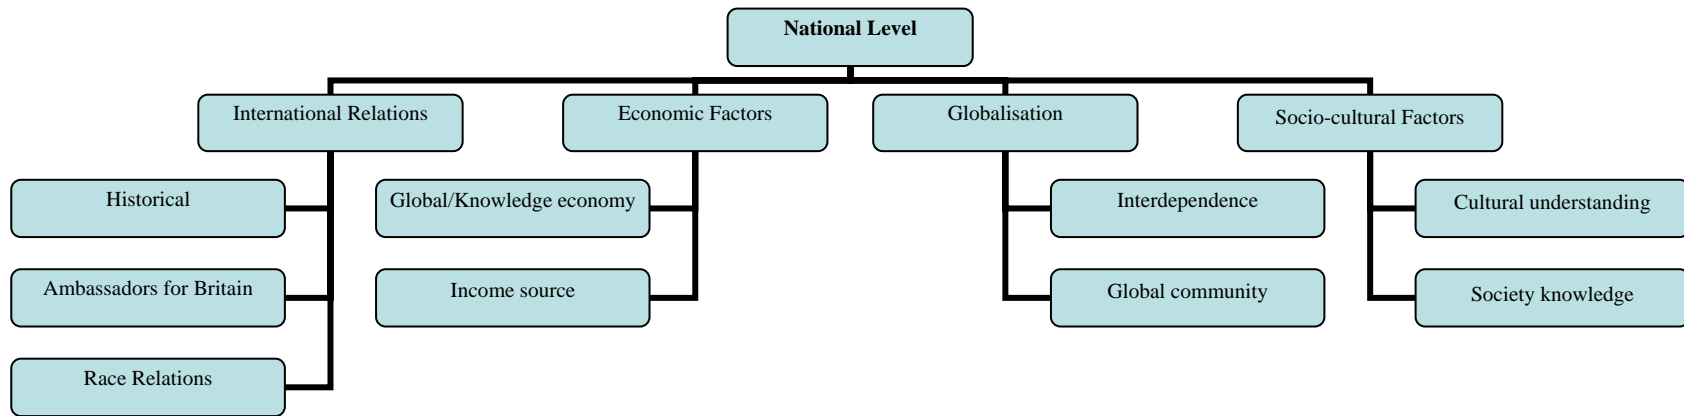 National Level
International Relations
Economic Factors
Globalisation
Socio-cultural Factors
Historical
Global/Knowledge economy
Interdependence
Cultural understanding
Ambassadors for Britain
Income source
Global community
Society knowledge
Race Relations